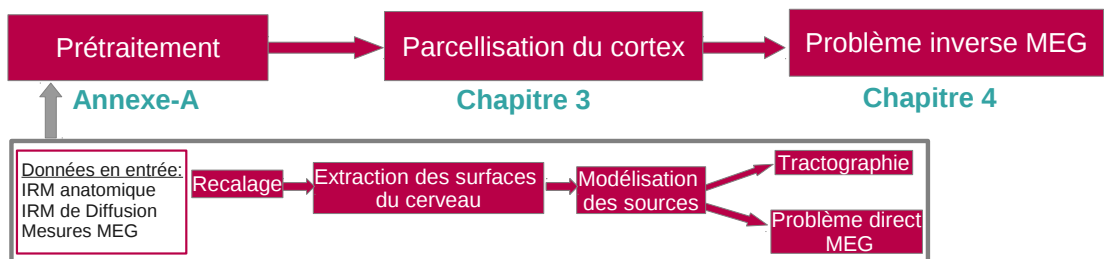 Prétraitement
Parcellisation du cortex
Problème inverse MEG
Annexe-A
Chapitre 3
Chapitre 4
Données en entrée:
IRM anatomique
IRM de Diffusion
Mesures MEG
Recalage
Extraction des surfaces
du cerveau
Modélisation
des sources
Tractographie
Problème direct
MEG